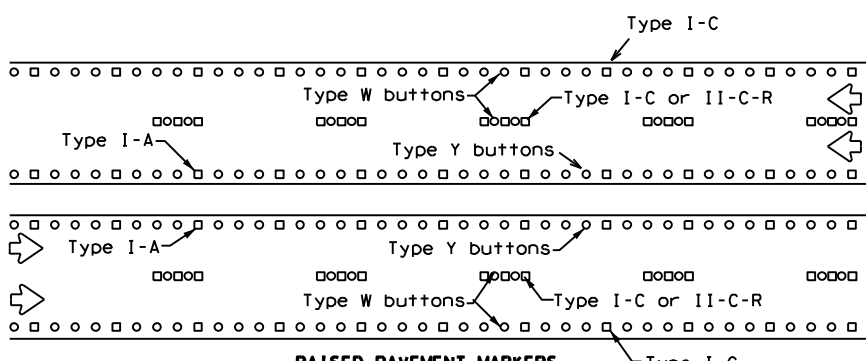 Type I-C
Type W buttons
Type I-C or II-C-R
Type I-A
Type Y buttons
Type I-A
Type Y buttons
Type W buttons
Type I-C or II-C-R
RAISED PAVEMENT MARKERS
Type I-C